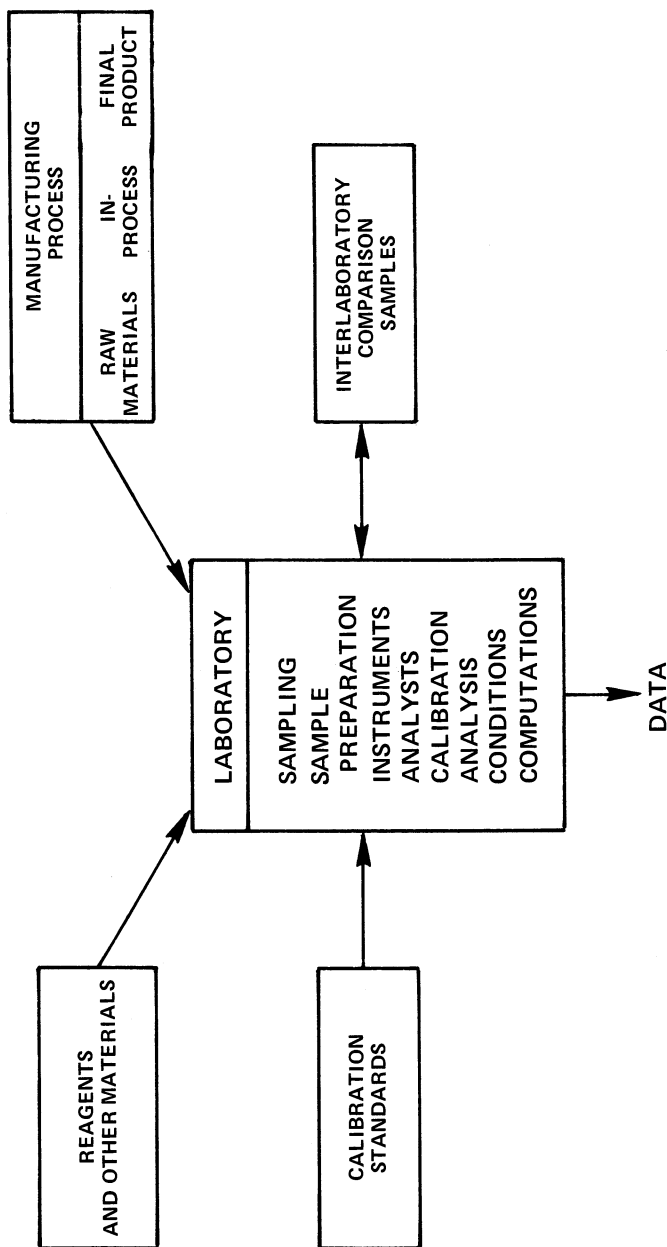 REAGENTS
AND OTHER MATERIALS
CALIBRATION
STANDARDS
LABORATORY
SAMPLING
SAMPLE
PREPARATION
INSTRUMENTS
ANALYSTS
CALIBRATION
ANALYSIS
CONDITIONS
COMPUTATIONS
DATA
MANUFACTURING
PROCESS
RAW IN- FINAL
MATERIALS PROCESS PRODUCT
INTERLABORATORY
COMPARISON
SAMPLES